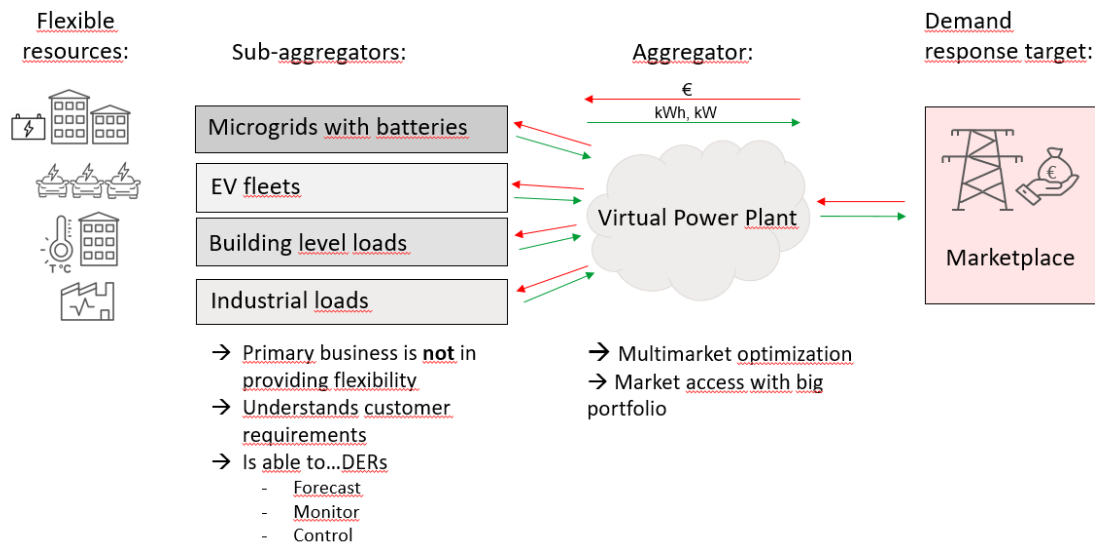 Flexible
resources:
Sub-aggregators:
Aggregator:
Demand
response target:
€
kWh, kW
Microgrids with batteries
EV fleets
Building level loads
Industrial loads
T °C
Virtual Power Plant
€
Marketplace
→ Primary business is not in
providing flexibility
→ Understands customer
requirements
→ Is able to...DERs
- Forecast
- Monitor
- Control
→ Multimarket optimization
→ Market access with big
portfolio